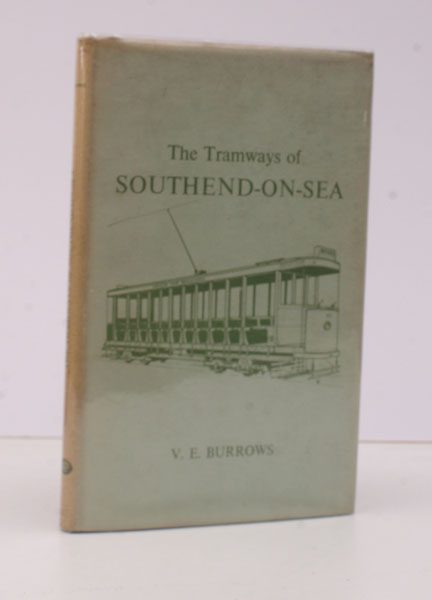 The Tramways of
SOUTHEND-ON-SEA
V. E. BURROWS